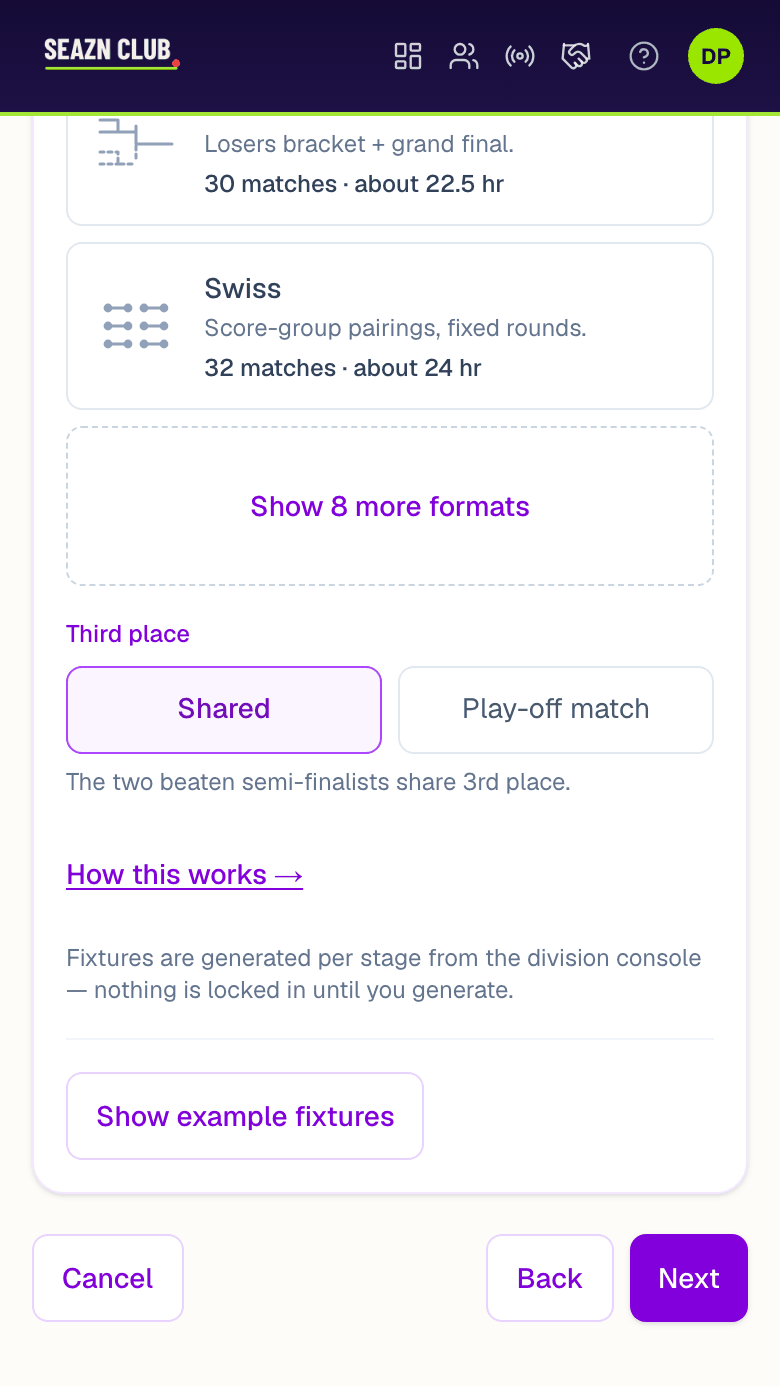 SEAZN CLUB
DP
Losers bracket + grand final.
30 matches · about 22.5 hr
Swiss
Score-group pairings, fixed rounds.
32 matches · about 24 hr
Show 8 more formats
Third place
Shared
Play-off match
The two beaten semi-finalists share 3rd place.
How this works →
Fixtures are generated per stage from the division console
— nothing is locked in until you generate.
Show example fixtures
Cancel
Back
Next